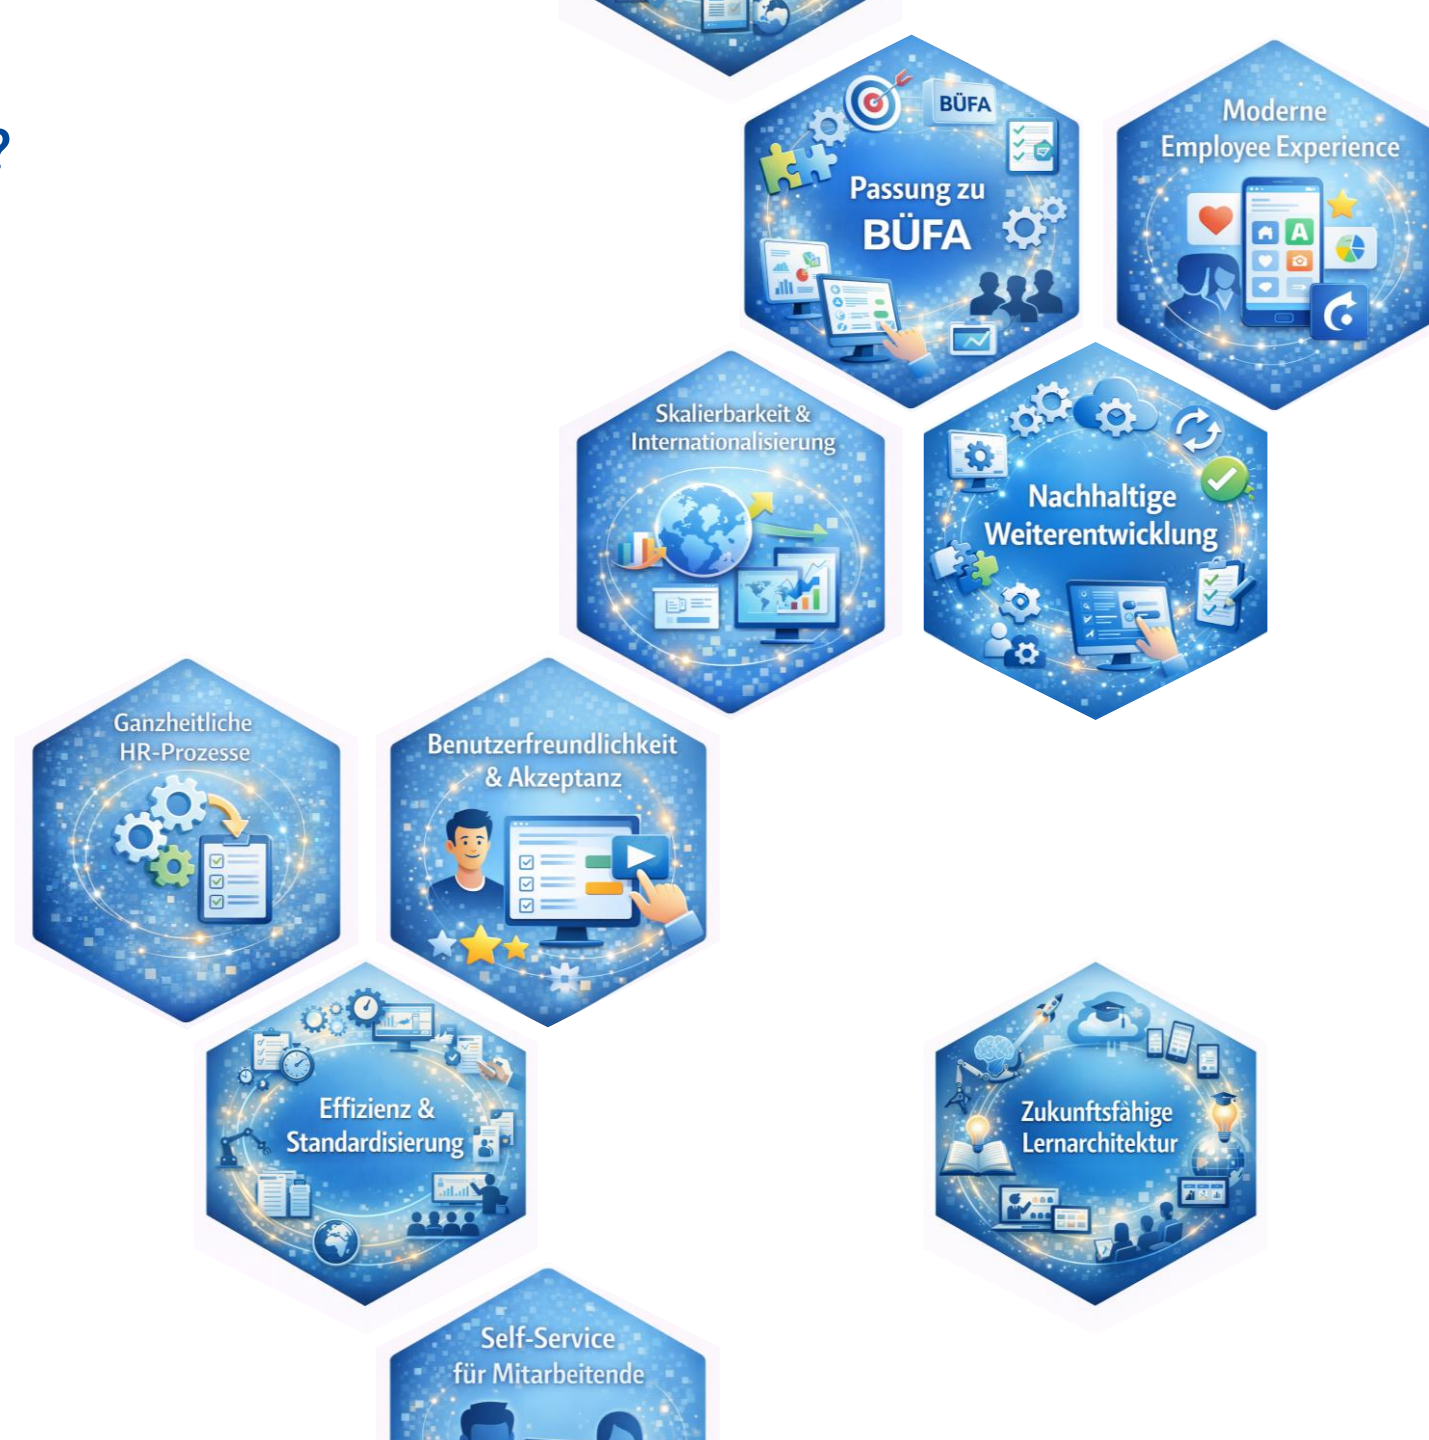 ?
BÜFA
Passung zu
BÜFA
Moderne
Employee Experience
A
Skalierbarkeit &
Internationalisierung
Nachhaltige
Weiterentwicklung
Ganzheitliche
HR-Prozesse
Benutzerfreundlichkeit
& Akzeptanz
Effizienz &
Standardisierung
Zukunftsfàhige
Lernarchitektur
Self-Service
für Mitarbeitende